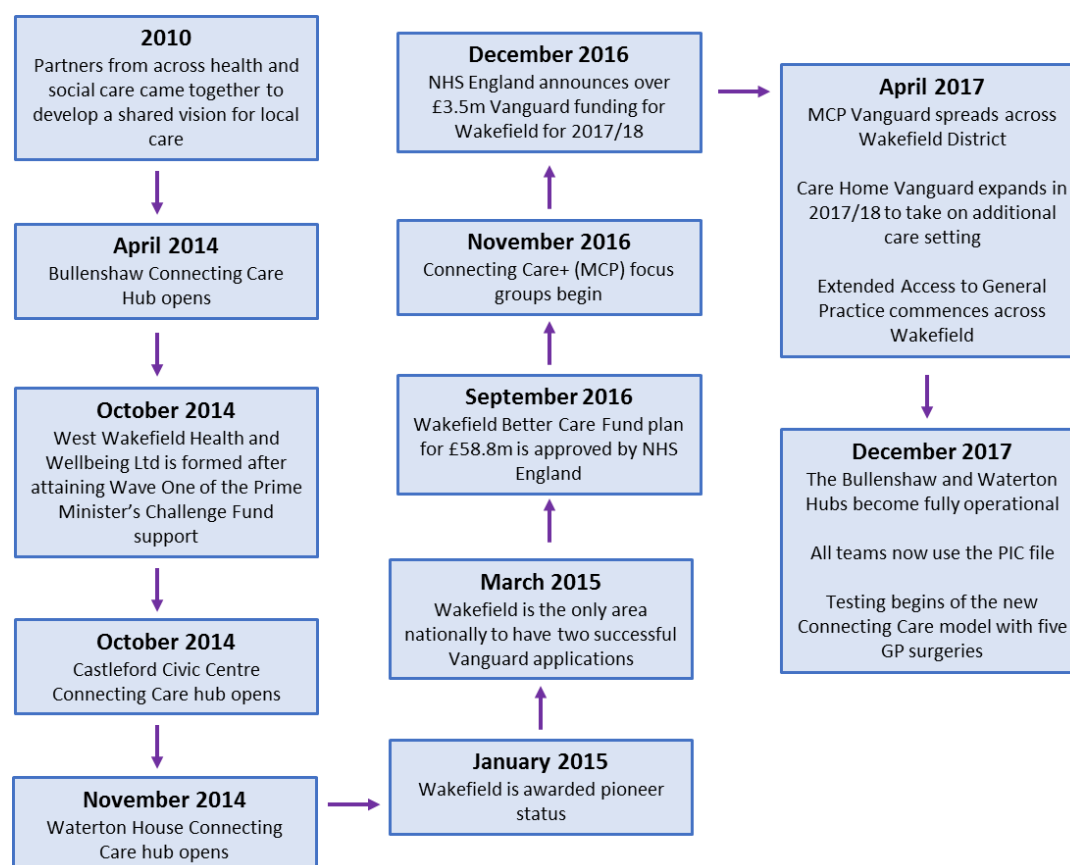 2010
Partners from across health and
social care came together to
develop a shared vision for local
care
April 2014
Bullenshaw Connecting Care
Hub opens
October 2014
West Wakefield Health and
Wellbeing Ltd is formed after
attaining Wave One of the Prime
Minister's Challenge Fund
support
October 2014
Castleford Civic Centre
Connecting Care hub opens
November 2014
Waterton House Connecting
Care hub opens
January 2015
Wakefield is awarded pioneer
status
March 2015
Wakefield is the only area
nationally to have two successful
Vanguard applications
September 2016
Wakefield Better Care Fund plan
for £58.8m is approved by NHS
England
November 2016
Connecting Care+ (MCP) focus
groups begin
December 2016
NHS England announces over
£3.5m Vanguard funding for
Wakefield for 2017/18
April 2017
MCP Vanguard spreads across
Wakefield District
Care Home Vanguard expands in
2017/18 to take on additional
care setting
Extended Access to General
Practice commences across
Wakefield
December 2017
The Bullenshaw and Waterton
Hubs become fully operational
All teams now use the PIC file
Testing begins of the new
Connecting Care model with five
GP surgeries